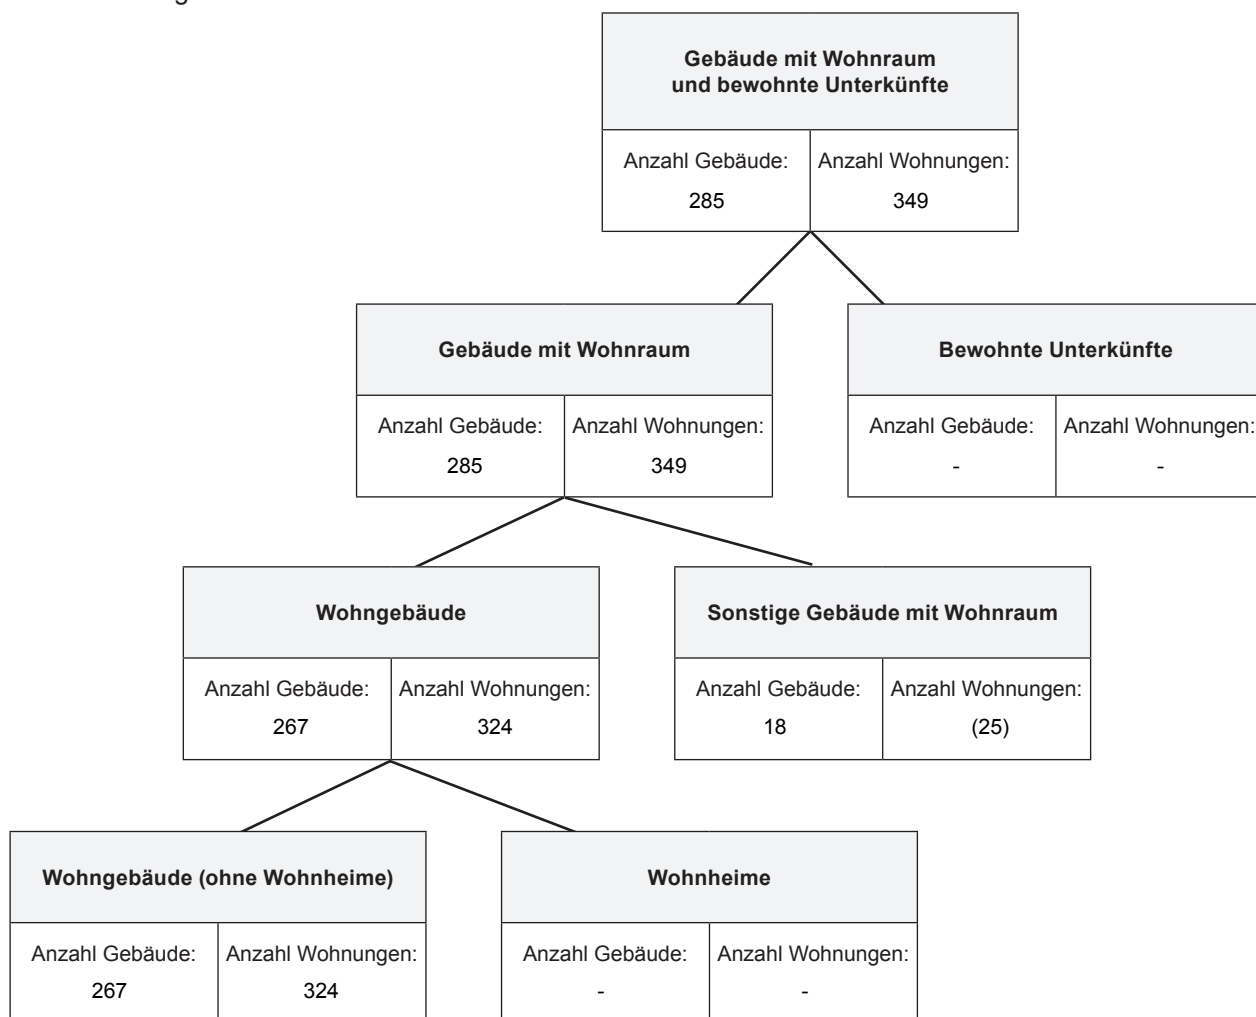 Gebäude mit Wohnraum
und bewohnte Unterkünfte
Anzahl Gebäude: Anzahl Wohnungen:
285 349
Gebäude mit Wohnraum
Bewohnte Unterkünfte
Anzahl Gebäude: Anzahl Wohnungen:
285 349
Anzahl Gebäude: Anzahl Wohnungen:
- -
Wohngebäude
Sonstige Gebäude mit Wohnraum
Anzahl Gebäude: Anzahl Wohnungen:
267 324
Anzahl Gebäude: Anzahl Wohnungen:
18 (25)
Wohngebäude (ohne Wohnheime)
Wohnheime
Anzahl Gebäude: Anzahl Wohnungen:
267 324
Anzahl Gebäude: Anzahl Wohnungen:
- -